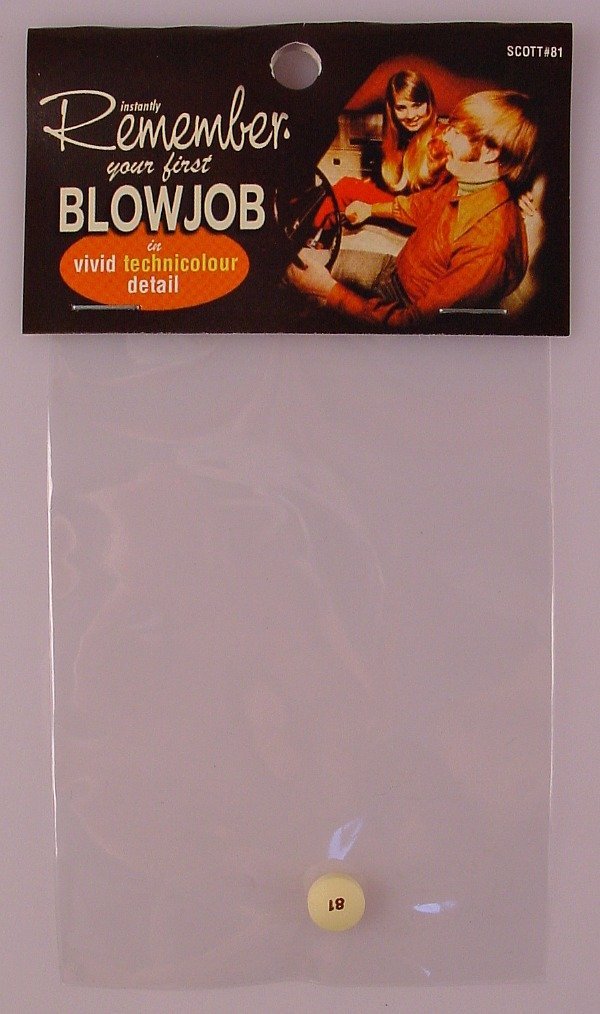 SCOTT#81
instantly
Remember
your first
BLOWJOB
in
vivid technicolour
detail
81